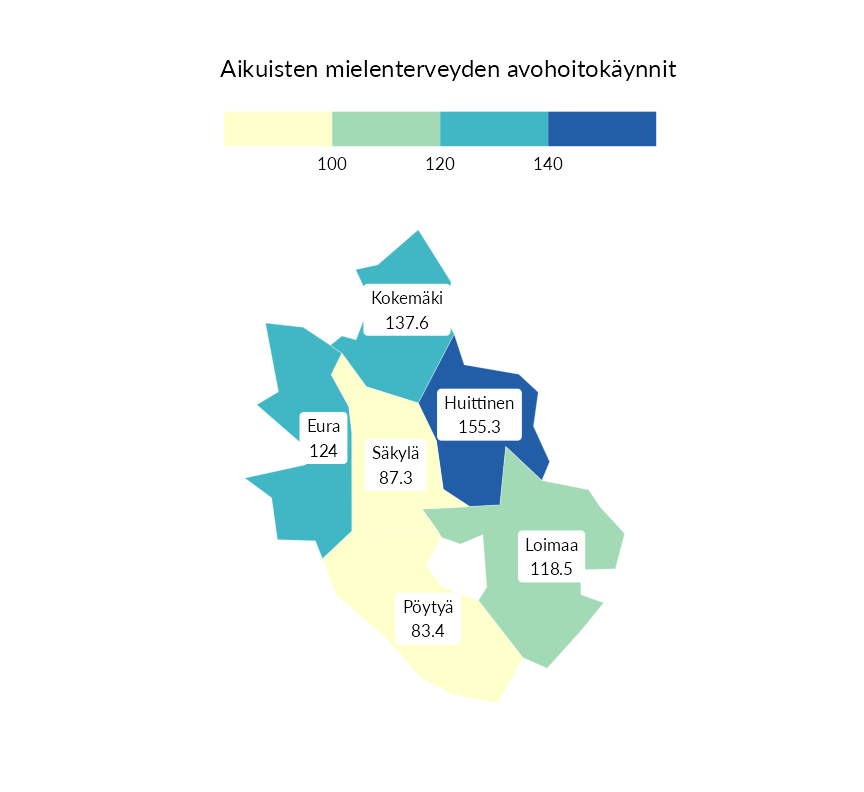 Aikuisten mielenterveyden avohoitokäynnit
100 120 140
Kokemäki
137.6
Huittinen
155.3
Eura
124
Säkylä
87.3
Loimaa
118.5
Pöytyä
83.4